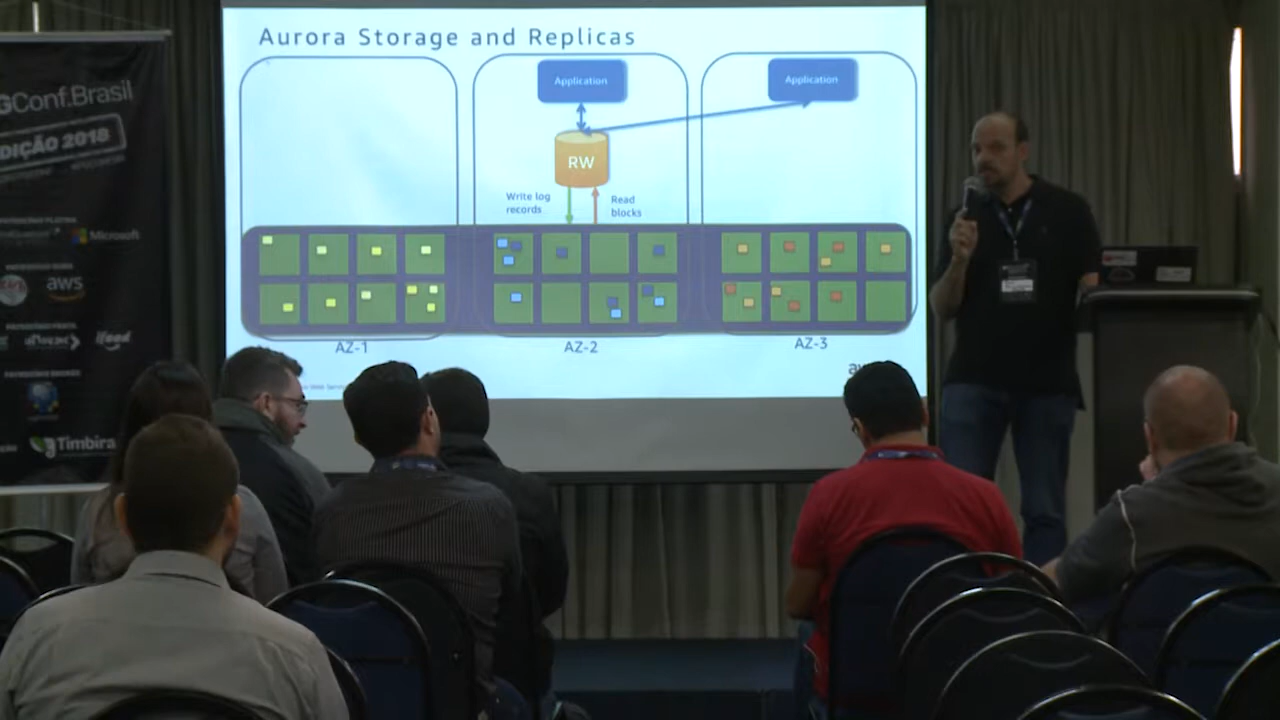 Aurora Storage and Replicas
Application
Application
RW
Write log
records
Read
blocks
AZ-1
AZ-2
AZ-3
GConf.Brasil
DIÇÃO 2018
Microsoft
aws
ifood
Timbira